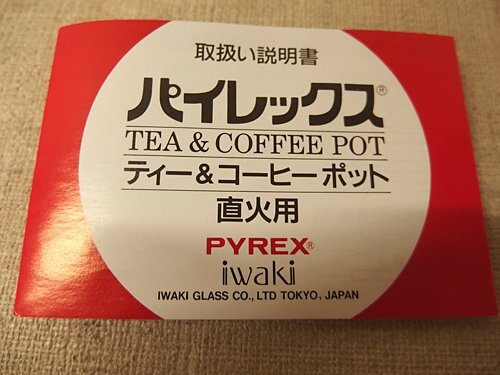 取扱い説明書
パイレックス®
TEA & COFFEE POT
ティー&コーヒーポット
直火用
PYREX®
iwaki
IWAKI GLASS CO., LTD TOKYO, JAPAN